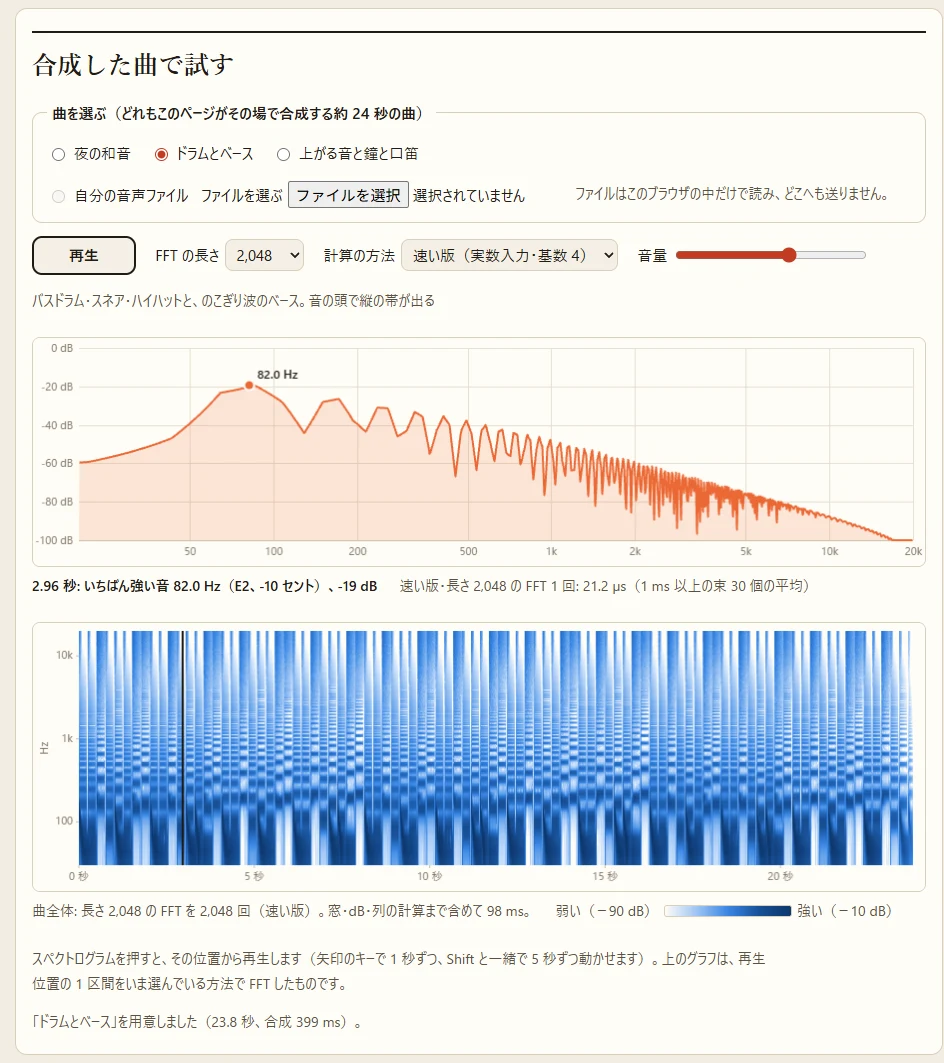 合成した曲で試す
曲を選ぶ（どれもこのページがその場で合成する約 24 秒の曲）
夜の和音 ドラムとベース 上がる音と鐘と口笛
自分の音声ファイル ファイルを選ぶ ファイルを選択 選択されていません ファイルはこのブラウザの中だけで読み、どこへも送りません。
再生 FFT の長さ 2,048 計算の方法 速い版（実数入力・基数 4） 音量
バスドラム・スネア・ハイハットと、のこぎり波のベース。音の頭で縦の帯が出る
0 dB
82.0 Hz
-20 dB
-40 dB
-60 dB
-80 dB
-100 dB
50 100 200 500 1k 2k 5k 10k 20k
2.96 秒: いちばん強い音 82.0 Hz（E2、-10 セント）、-19 dB 速い版・長さ 2,048 の FFT 1 回: 21.2 µs（1 ms 以上の束 30 個の平均）
10k
1k
Hz
100
0 秒 5 秒 10 秒 15 秒 20 秒
曲全体: 長さ 2,048 の FFT を 2,048 回（速い版）。窓・dB・列の計算まで含めて 98 ms。 弱い（−90 dB） 強い（−10 dB）
スペクトログラムを押すと、その位置から再生します（矢印のキーで 1 秒ずつ、Shift と一緒で 5 秒ずつ動かせます）。上のグラフは、再生
位置の 1 区間をいま選んでいる方法で FFT したものです。
「ドラムとベース」を用意しました（23.8 秒、合成 399 ms）。